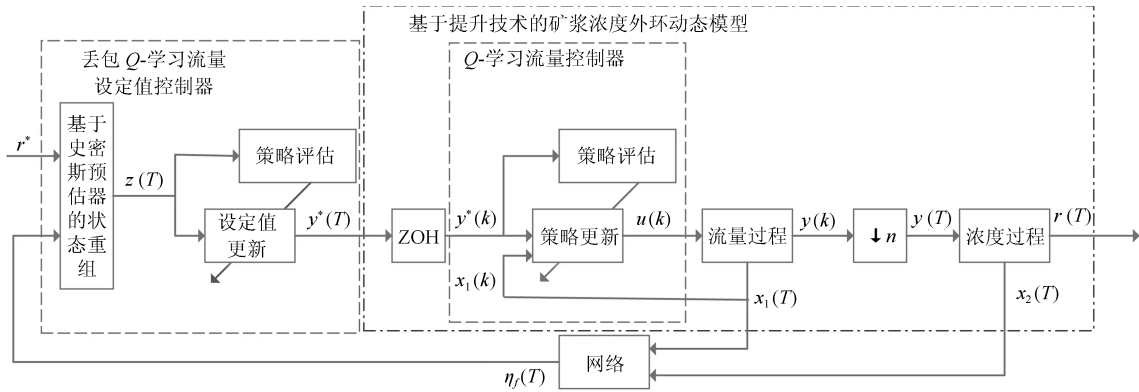 基于提升技术的矿浆浓度外环动态模型
丢包 Q-学习流量
设定值控制器
Q-学习流量控制器
r*
基于史密斯预估器的状态重组
z(T)
策略评估
设定值
更新
y*(T)
ZOH
y*(k)
x₁(k)
策略评估
策略更新
u(k)
流量过程
y(k)
↓n
y(T)
浓度过程
r(T)
x₁(T)
x₂(T)
网络
η_f(T)